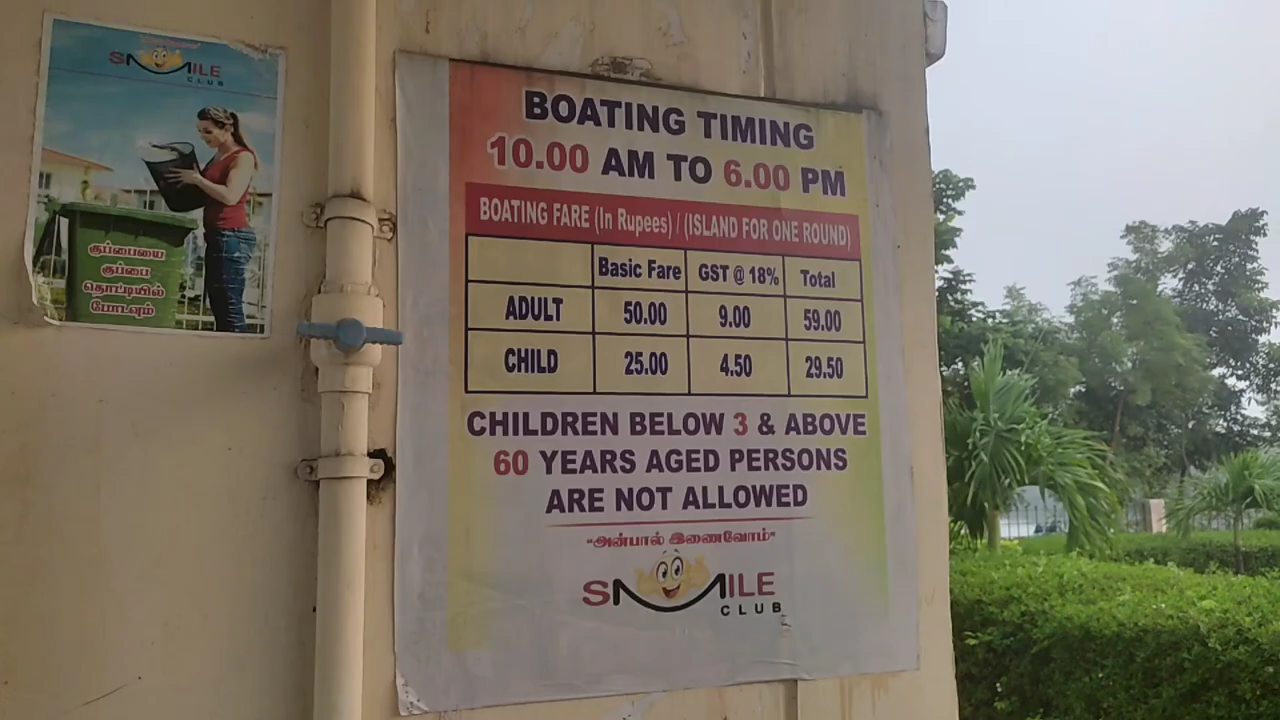 SMILE
CLUB
குப்பையை
குப்பை
தொட்டியில்
போடவும்
BOATING TIMING
10.00 AM TO 6.00 PM
BOATING FARE (In Rupees) / (ISLAND FOR ONE ROUND)
Basic Fare GST @ 18% Total
ADULT 50.00 9.00 59.00
CHILD 25.00 4.50 29.50
CHILDREN BELOW 3 & ABOVE
60 YEARS AGED PERSONS
ARE NOT ALLOWED
"அன்பால் இணைவோம்"
SMILE
CLUB